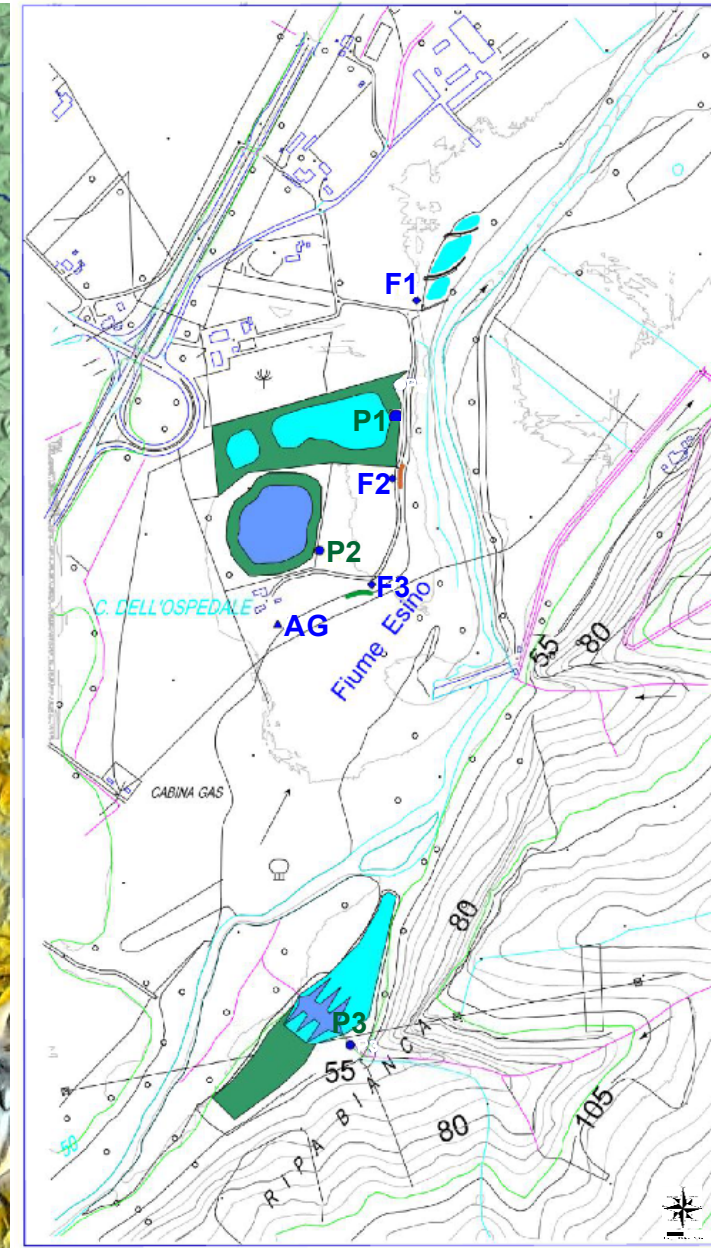 F1
P1
F2
P2
F3
C. DELL'OSPEDALE
AG
Fiume Esino
55
80
CABINA GAS
80
P3
55
RIPA BIANCA
80
105
50